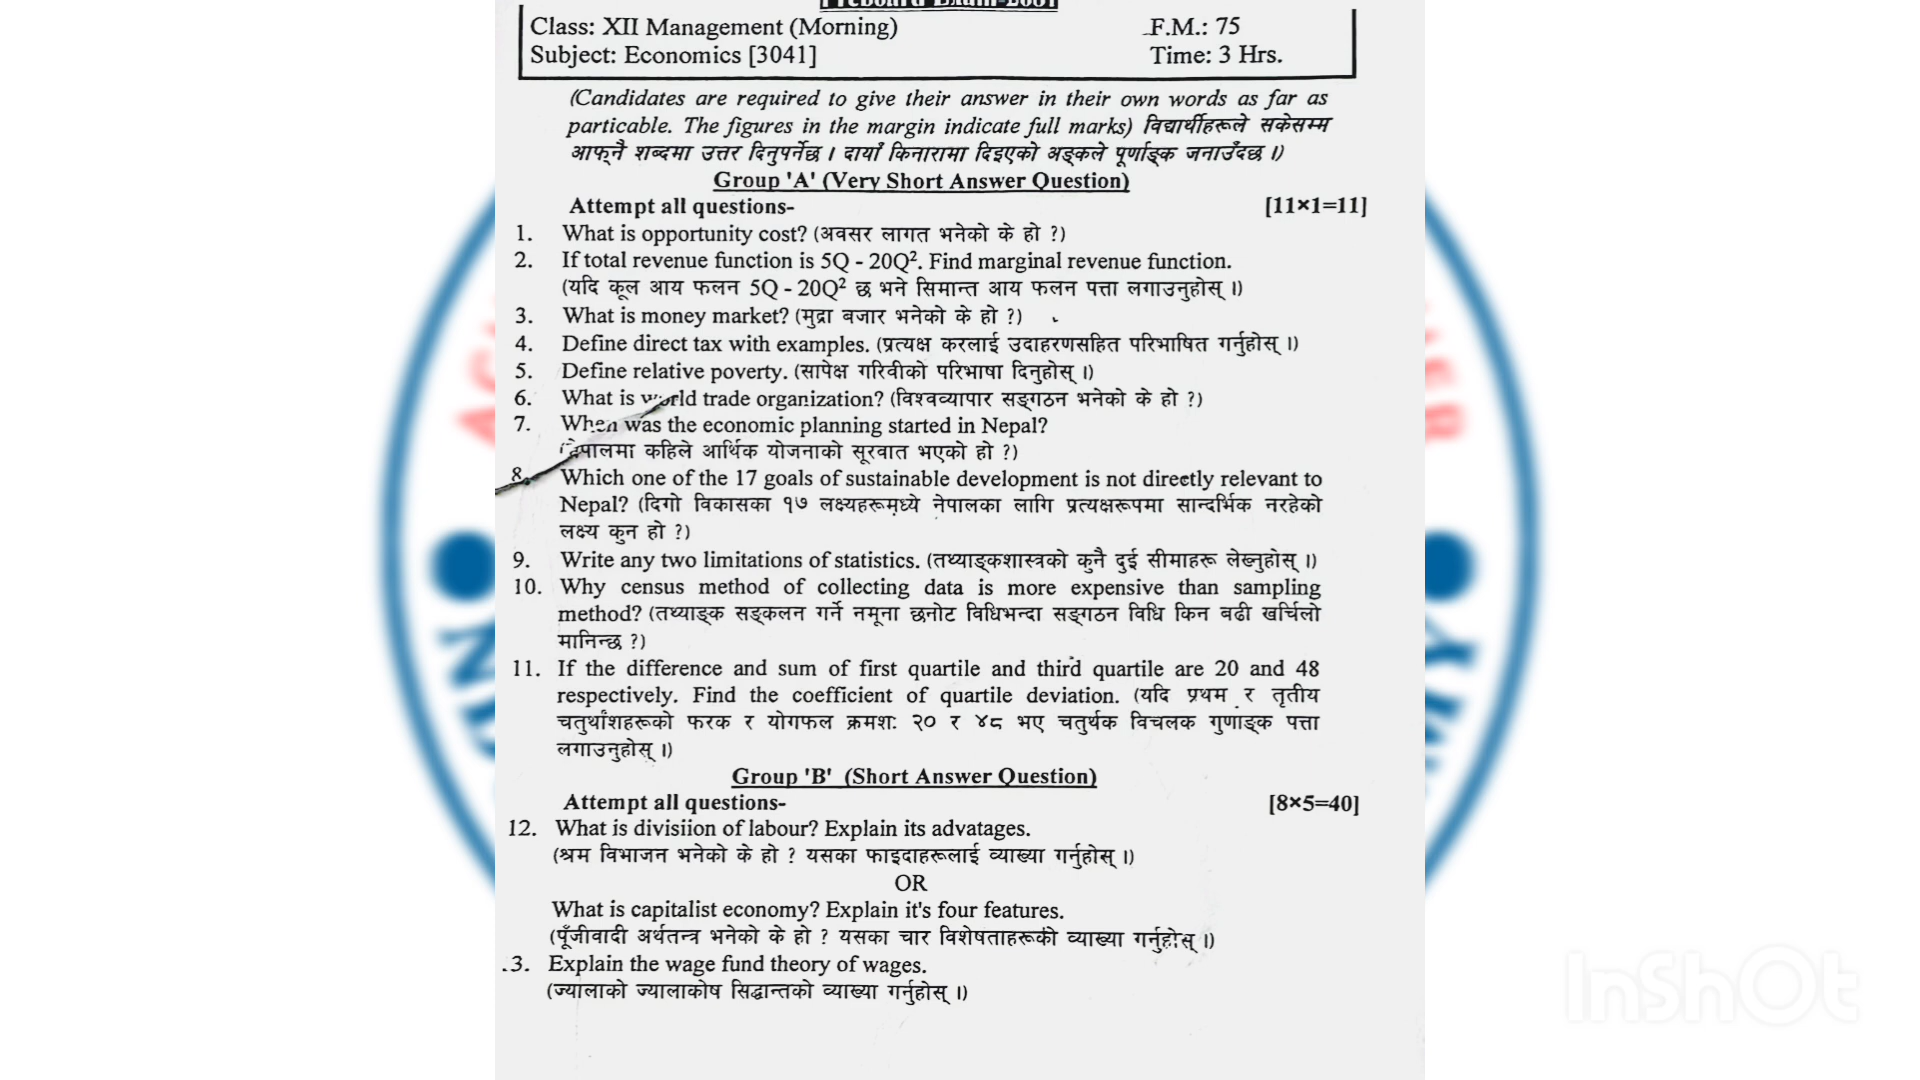 Preboard Exam-2081
Class: XII Management (Morning) F.M.: 75
Subject: Economics [3041] Time: 3 Hrs.
(Candidates are required to give their answer in their own words as far as
particable. The figures in the margin indicate full marks) विद्यार्थीहरूले सकेसम्म
आफ्नै शब्दमा उत्तर दिनुपर्नेछ । दायाँ किनारामा दिइएको अङ्कले पूर्णाङ्क जनाउँदछ ।)
Group 'A' (Very Short Answer Question)
Attempt all questions- [11×1=11]
1. What is opportunity cost? (अवसर लागत भनेको के हो ?)
2. If total revenue function is 5Q - 20Q². Find marginal revenue function.
(यदि कूल आय फलन 5Q - 20Q² छ भने सिमान्त आय फलन पत्ता लगाउनुहोस् ।)
3. What is money market? (मुद्रा बजार भनेको के हो ?)
4. Define direct tax with examples. (प्रत्यक्ष करलाई उदाहरणसहित परिभाषित गर्नुहोस् ।)
5. Define relative poverty. (सापेक्ष गरिवीको परिभाषा दिनुहोस् ।)
6. What is world trade organization? (विश्वव्यापार सङ्गठन भनेको के हो ?)
7. When was the economic planning started in Nepal?
(नेपालमा कहिले आर्थिक योजनाको सूरवात भएको हो ?)
8. Which one of the 17 goals of sustainable development is not directly relevant to
Nepal? (दिगो विकासका १७ लक्ष्यहरूमध्ये नेपालका लागि प्रत्यक्षरूपमा सान्दर्भिक नरहेको
लक्ष्य कुन हो ?)
9. Write any two limitations of statistics. (तथ्याङ्कशास्त्रको कुनै दुई सीमाहरू लेख्नुहोस् ।)
10. Why census method of collecting data is more expensive than sampling
method? (तथ्याङ्क सङ्कलन गर्ने नमूना छनोट विधिभन्दा सङ्गठन विधि किन बढी खर्चिलो
मानिन्छ ?)
11. If the difference and sum of first quartile and third quartile are 20 and 48
respectively. Find the coefficient of quartile deviation. (यदि प्रथम र तृतीय
चतुर्थांशहरूको फरक र योगफल क्रमशः २० र ४८ भए चतुर्थक विचलक गुणाङ्क पत्ता
लगाउनुहोस् ।)
Group 'B' (Short Answer Question)
Attempt all questions- [8×5=40]
12. What is divisiion of labour? Explain its advatages.
(श्रम विभाजन भनेको के हो ? यसका फाइदाहरूलाई व्याख्या गर्नुहोस् ।)
OR
What is capitalist economy? Explain it's four features.
(पूँजीवादी अर्थतन्त्र भनेको के हो ? यसका चार विशेषताहरूको व्याख्या गर्नुहोस् ।)
.3. Explain the wage fund theory of wages.
(ज्यालाको ज्यालाकोष सिद्धान्तको व्याख्या गर्नुहोस् ।)
InShOt